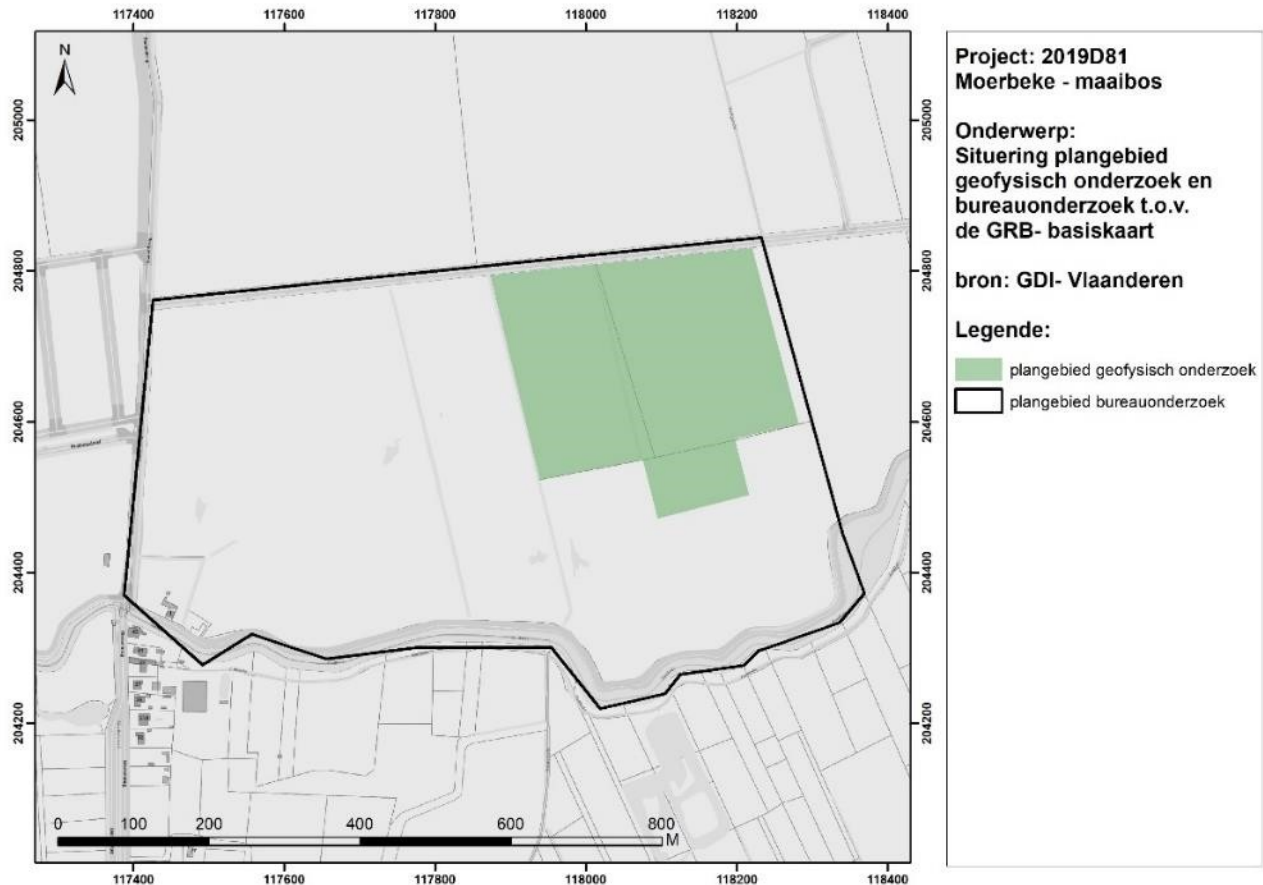 117400 117600 117800 118000 118200 118400
N
205000 205000
204800 204800
204600 204600
204400 204400
204200 204200
0 100 200 400 600 800
M
117400 117600 117800 118000 118200 118400
Project: 2019D81
Moerbeke - maaibos
Onderwerp:
Situering plangebied
geofysisch onderzoek en
bureauonderzoek t.o.v.
de GRB- basiskaart
bron: GDI- Vlaanderen
Legende:
plangebied geofysisch onderzoek
plangebied bureauonderzoek